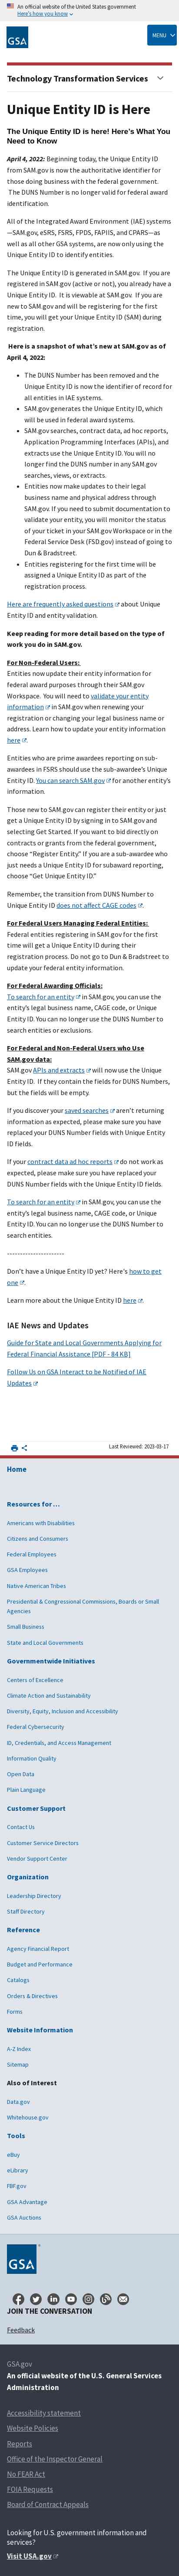 An official website of the United States government
Here's how you know
GSA
MENU
Technology Transformation Services
Unique Entity ID is Here
The Unique Entity ID is here! Here's What You
Need to Know
April 4, 2022: Beginning today, the Unique Entity ID
from SAM.gov is now the authoritative identifier
for those doing business with the federal government.
The DUNS Number is no longer valid for federal award
identification.
All of the Integrated Award Environment (IAE) systems
—SAM.gov, eSRS, FSRS, FPDS, FAPIIS, and CPARS—as
well as all other GSA systems, are now only using the
Unique Entity ID to identify entities.
The Unique Entity ID is generated in SAM.gov. If you are
registered in SAM.gov (active or not), you already have a
Unique Entity ID. It is viewable at SAM.gov. If you are
new to SAM.gov and will be registering for the first
time, you will get your Unique Entity ID (SAM) during
registration.
Here is a snapshot of what's new at SAM.gov as of
April 4, 2022:
• The DUNS Number has been removed and the
Unique Entity ID is now the identifier of record for
all entities in IAE systems.
• SAM.gov generates the Unique Entity ID, which
will be used for federal award systems.
• SAM.gov searches, contract data, ad hoc reports,
Application Programming Interfaces (APIs), and
extracts use the Unique Entity ID. You can no
longer use the DUNS number in SAM.gov
searches, views, or extracts.
• Entities now make updates to their legal
business name and physical address through
SAM.gov. If your submission needs additional
validation or documentation, you will submit
your documents to and monitor the status of
your ticket in SAM.gov in coordination with the
Federal Service Desk (FSD.gov) instead of going to
Dun & Bradstreet.
• Entities registering for the first time will be
assigned their Unique Entity ID as part of the
registration process.
Here are frequently asked questions about Unique
Entity ID and entity validation.
Keep reading for more detail based on the type of
work you do in SAM.gov.
For Non-Federal Users:
Entities now update their entity information for
federal award purposes through their SAM.gov
Workspace. You will need to validate your entity
information in SAM.gov when updating your
registration or changing your legal business name or
address. Learn more about how to validate your entity
here.
Entities reporting on subawards who receive sub-
awards in FSRS should use the sub-awardee's Unique
Entity ID. You can search SAM.gov for another entity's
information.
Those new to SAM.gov can register your entity or just
get a Unique Entity ID by signing in to SAM.gov and
selecting Get Started. If you want to bid directly on
federal contracts or apply for federal assistance,
choose “Register Entity.” If you are a subawardee who
only needs a Unique Entity ID for reporting purposes,
choose “Get Unique Entity ID.”
Remember, the transition from DUNS Number to
Unique Entity ID does not affect CAGE codes.
For Federal Users Managing Federal Entities:
Federal entities registering in SAM.gov for the first
time will be assigned their Unique Entity ID during
their registration. You do not need to go to Dun &
Bradstreet to obtain a DUNS Number or to update
federal entity information.
For Federal Awarding Officials:
To search for an entity in SAM.gov, you can use the
entity's legal business name, CAGE code, or its Unique
Entity ID. You can no longer use the DUNS Number to
search entities or exclusions.
For Federal and Non-Federal Users who Use
SAM.gov data:
SAM.gov APIs and extracts will now use the Unique
Entity ID. If they contain fields for the DUNS number,
the fields will be empty.
If you discover your saved searches aren't returning
an expected response, please make sure you have
updated your DUNS Number entries with Unique Entity
IDs.
If your contract data ad hoc reports do not run as
expected, please make sure you have updated your
DUNS Number fields with the Unique Entity ID fields.
To search for an entity in SAM.gov, you can use the
entity's legal business name, CAGE code, or its Unique
Entity ID. You can no longer use the DUNS Number to
search entities or exclusions.
----------------------
Don't have a Unique Entity ID yet? Here's how to get
one.
Learn more about the Unique Entity ID here.
IAE News and Updates
Guide for State and Local Governments Applying for
Federal Financial Assistance [PDF - 84 KB]
Follow Us on GSA Interact to be Notified of IAE
Updates
Last Reviewed: 2023-03-17
Home
Resources for …
Americans with Disabilities
Citizens and Consumers
Federal Employees
GSA Employees
Native American Tribes
Presidential & Congressional Commissions, Boards or Small
Agencies
Small Business
State and Local Governments
Governmentwide Initiatives
Centers of Excellence
Climate Action and Sustainability
Diversity, Equity, Inclusion and Accessibility
Federal Cybersecurity
ID, Credentials, and Access Management
Information Quality
Open Data
Plain Language
Customer Support
Contact Us
Customer Service Directors
Vendor Support Center
Organization
Leadership Directory
Staff Directory
Reference
Agency Financial Report
Budget and Performance
Catalogs
Orders & Directives
Forms
Website Information
A-Z Index
Sitemap
Also of Interest
Data.gov
Whitehouse.gov
Tools
eBuy
eLibrary
FBF.gov
GSA Advantage
GSA Auctions
GSA
JOIN THE CONVERSATION
Feedback
GSA.gov
An official website of the U.S. General Services
Administration
Accessibility statement
Website Policies
Reports
Office of the Inspector General
No FEAR Act
FOIA Requests
Board of Contract Appeals
Looking for U.S. government information and
services?
Visit USA.gov